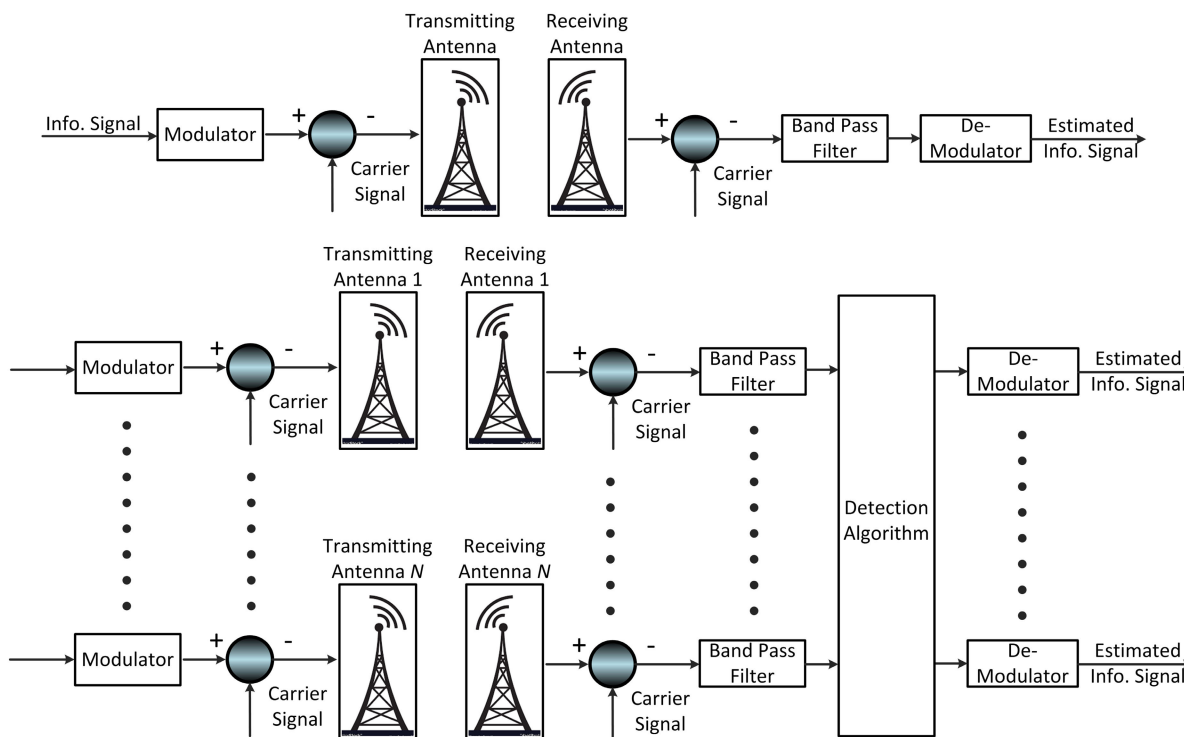 Transmitting
Antenna
Receiving
Antenna
Info. Signal
Modulator
+
-
Carrier
Signal
+
-
Carrier
Signal
Band Pass
Filter
De-
Modulator
Estimated
Info. Signal
Transmitting
Antenna 1
Receiving
Antenna 1
Modulator
+
-
Carrier
Signal
+
-
Carrier
Signal
Band Pass
Filter
De-
Modulator
Estimated
Info. Signal
Detection
Algorithm
Transmitting
Antenna N
Receiving
Antenna N
Modulator
+
-
Carrier
Signal
+
-
Carrier
Signal
Band Pass
Filter
De-
Modulator
Estimated
Info. Signal